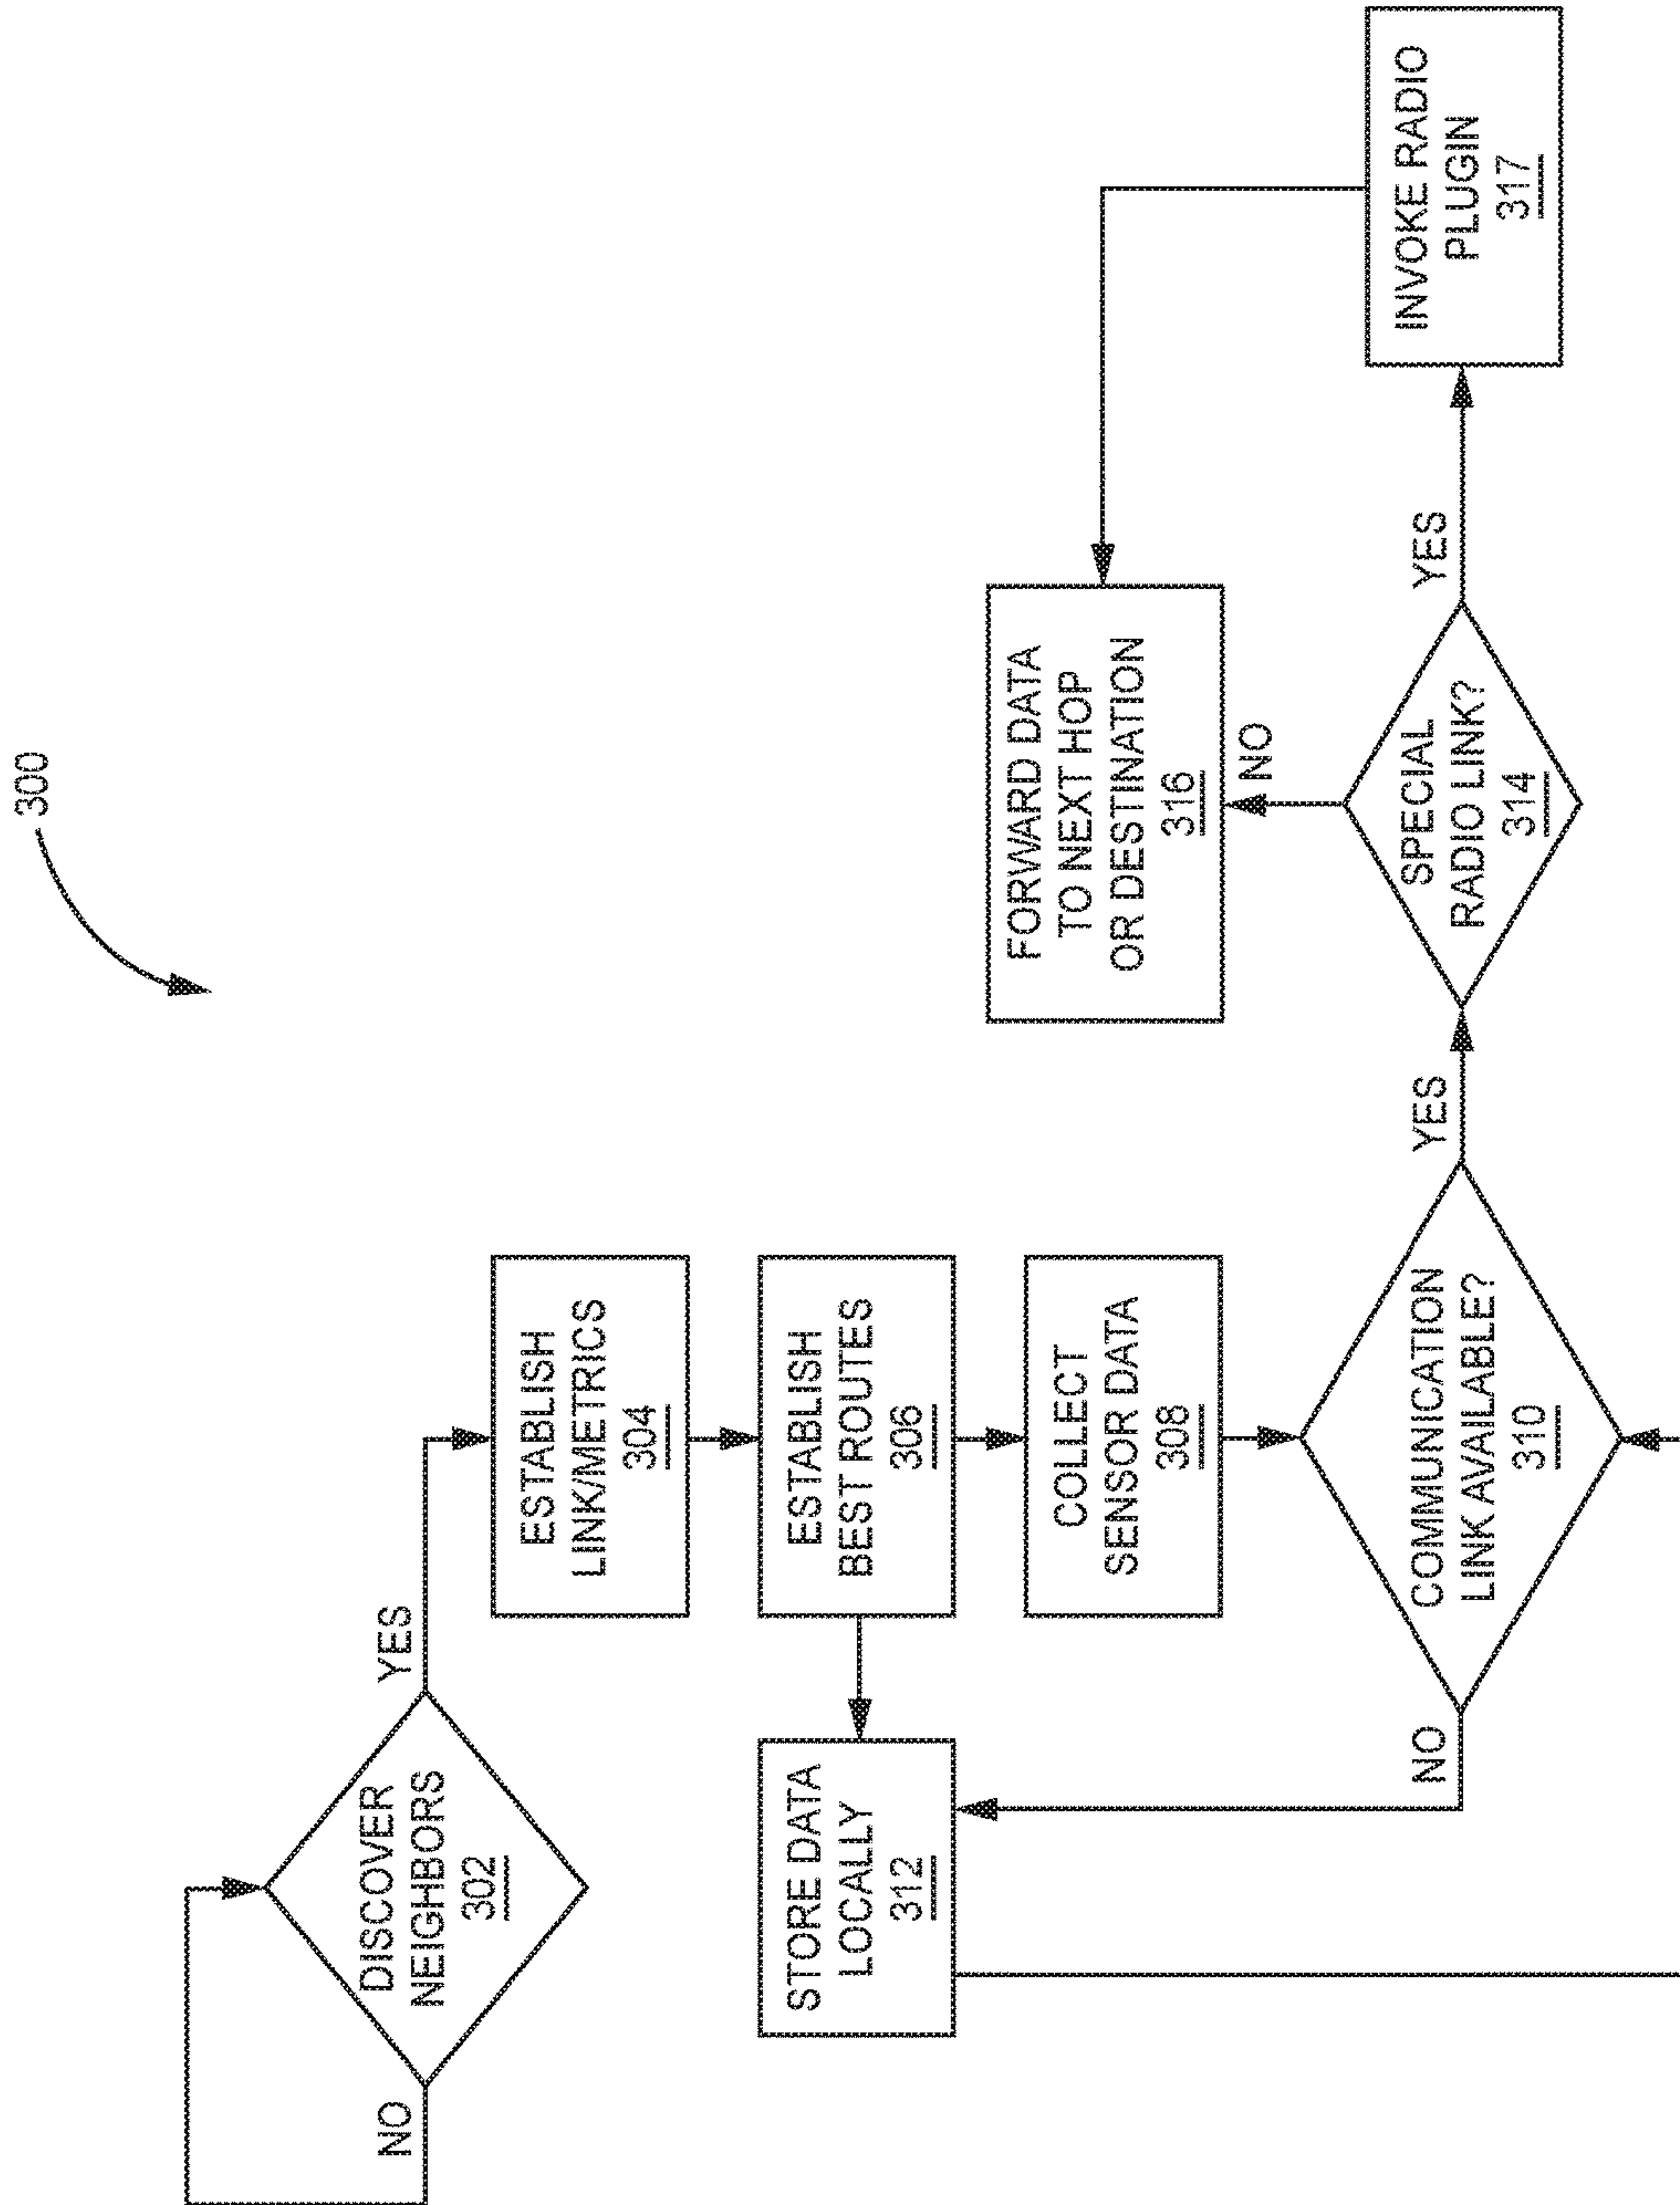 300
NO
DISCOVER
NEIGHBORS
302
YES
ESTABLISH
LINK/METRICS
304
STORE DATA
LOCALLY
312
ESTABLISH
BEST ROUTES
306
COLLECT
SENSOR DATA
308
FORWARD DATA
TO NEXT HOP
OR DESTINATION
316
NO
NO
COMMUNICATION
LINK AVAILABLE?
310
YES
SPECIAL
RADIO LINK?
314
YES
INVOKE RADIO
PLUGIN
317